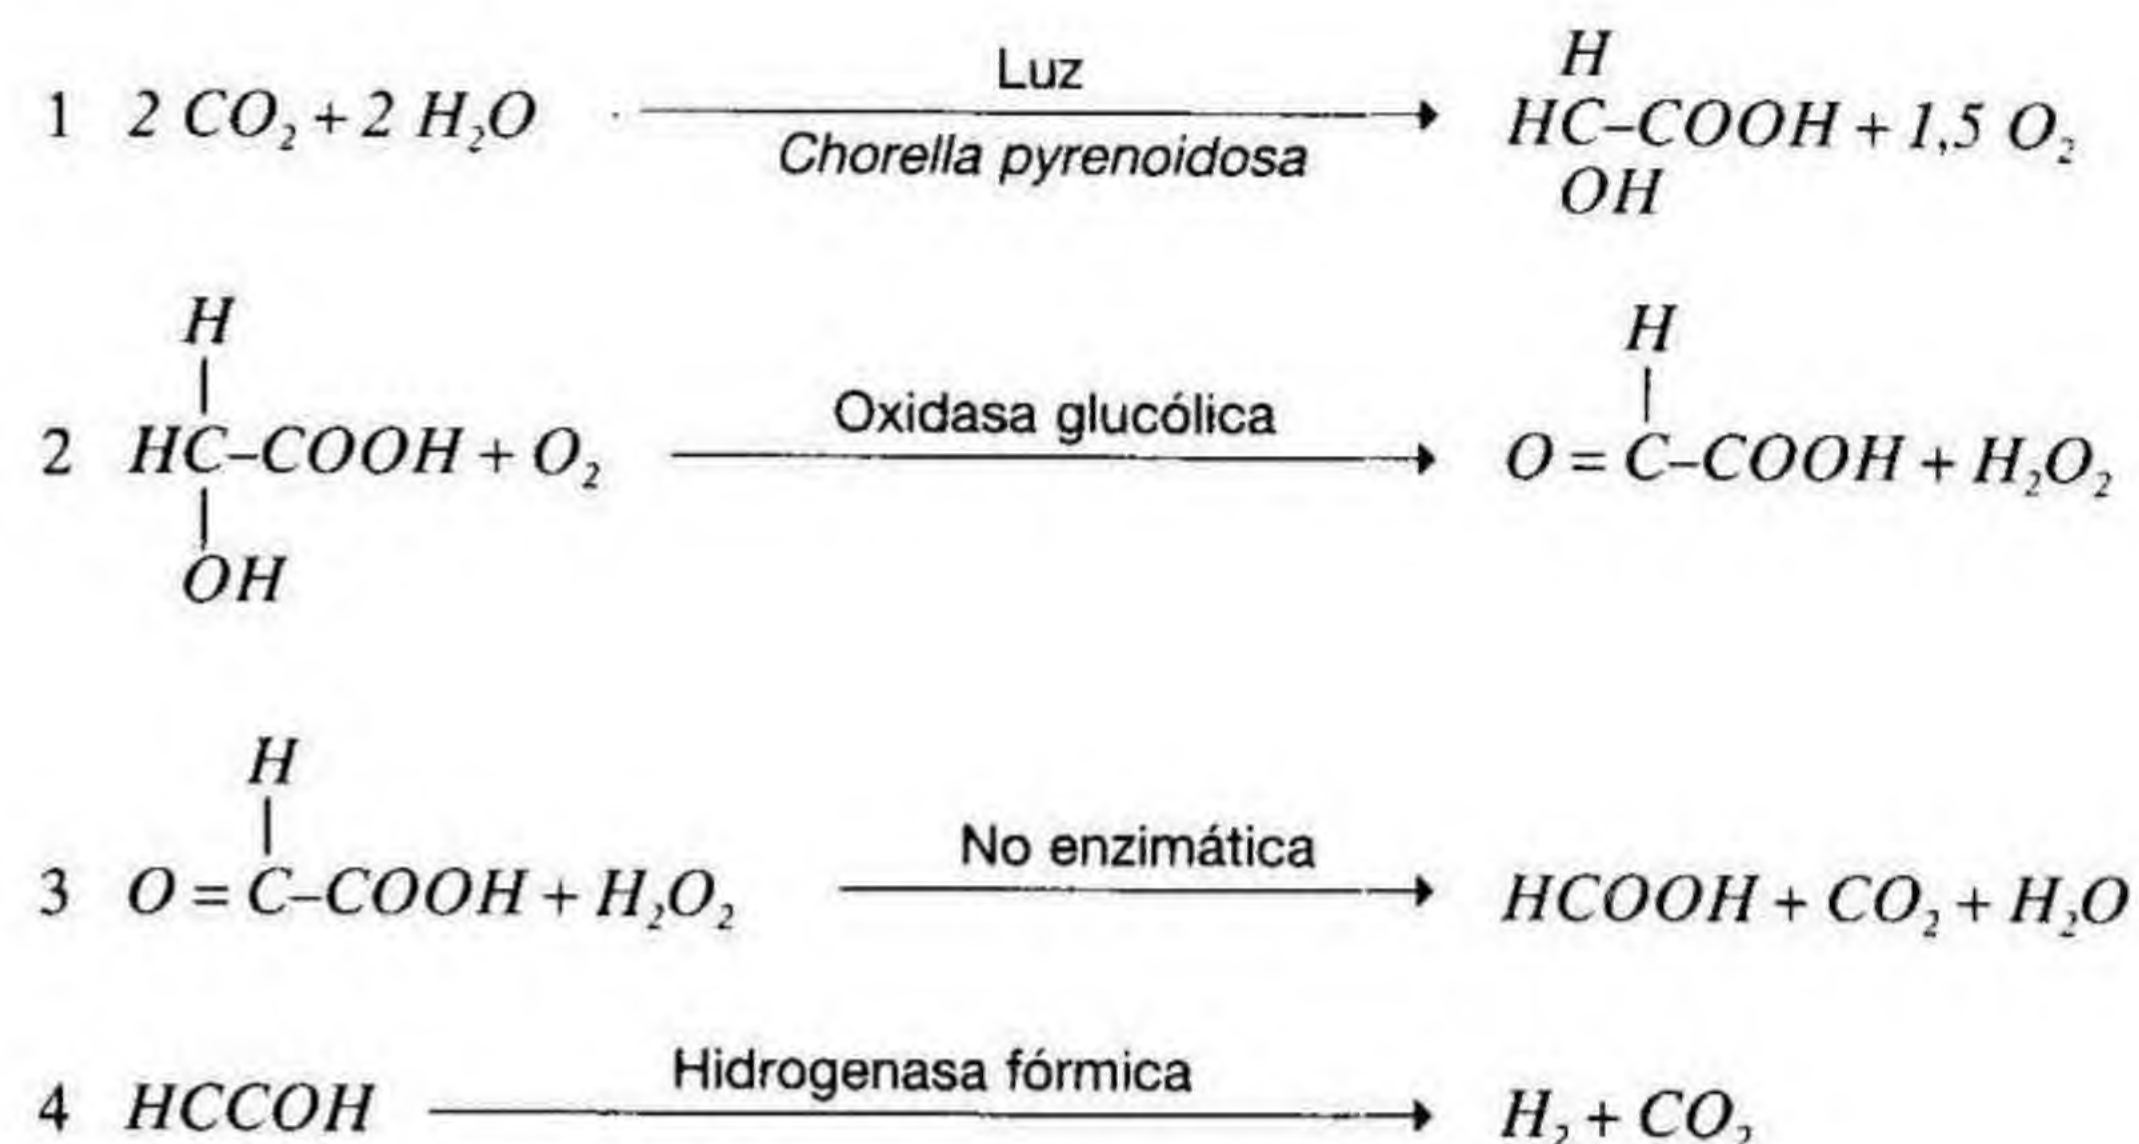 H
Luz
1 2 CO₂ + 2 H₂O → HC–COOH + 1,5 O₂
Chorella pyrenoidosa
OH
H H
|
|
Oxidasa glucólica
2 HC–COOH + O₂ → O = C–COOH + H₂O₂
|
OH
H
|
No enzimática
3 O = C–COOH + H₂O₂ → HCOOH + CO₂ + H₂O
Hidrogenasa fórmica
4 HCCOH → H₂ + CO₂